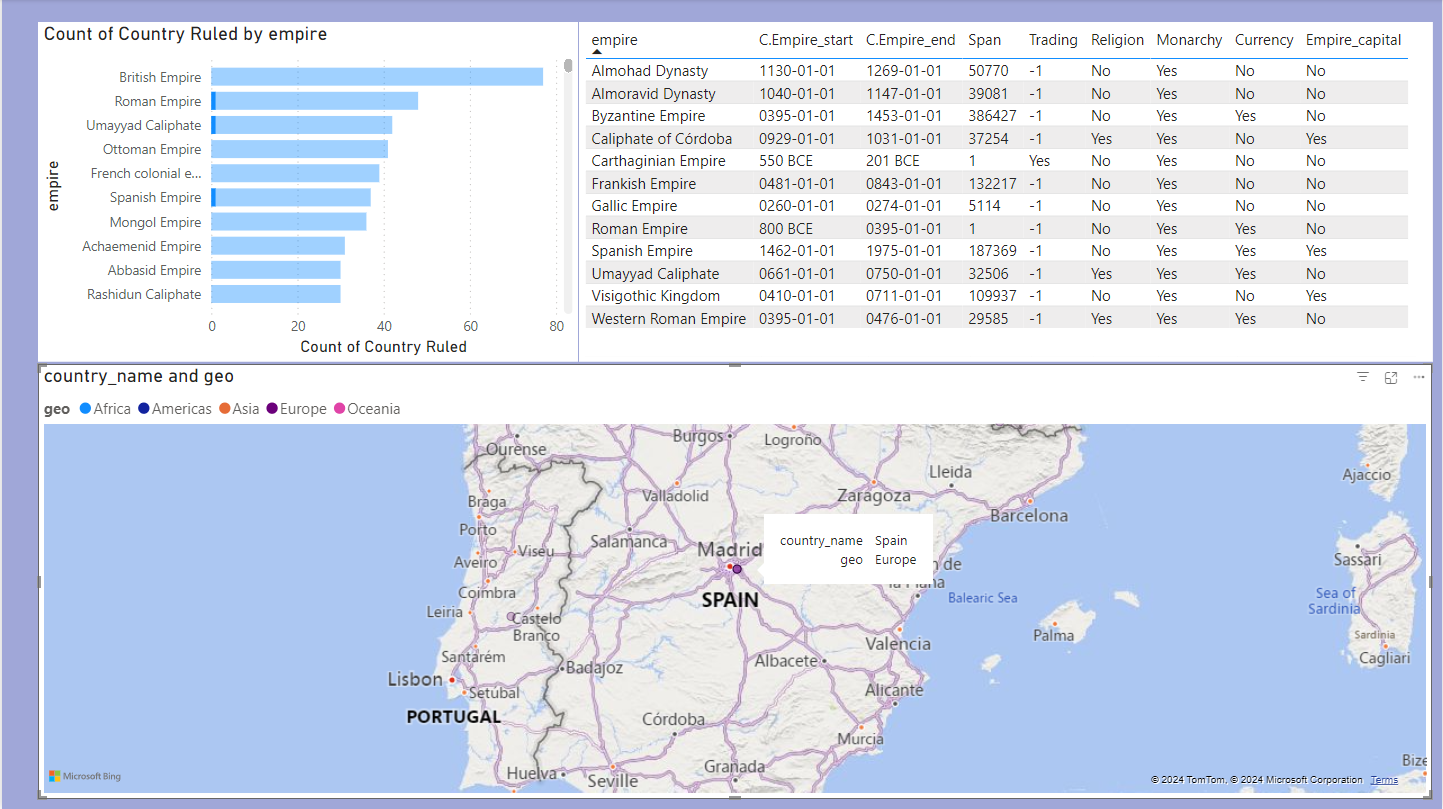 Count of Country Ruled by empire
empire
British Empire
Roman Empire
Umayyad Caliphate
Ottoman Empire
French colonial e...
Spanish Empire
Mongol Empire
Achaemenid Empire
Abbasid Empire
Rashidun Caliphate
0 20 40 60 80
Count of Country Ruled
empire C.Empire_start C.Empire_end Span Trading Religion Monarchy Currency Empire_capital
Almohad Dynasty 1130-01-01 1269-01-01 50770 -1 No Yes No No
Almoravid Dynasty 1040-01-01 1147-01-01 39081 -1 No Yes No No
Byzantine Empire 0395-01-01 1453-01-01 386427 -1 No Yes Yes No
Caliphate of Córdoba 0929-01-01 1031-01-01 37254 -1 Yes Yes No Yes
Carthaginian Empire 550 BCE 201 BCE 1 Yes No Yes No No
Frankish Empire 0481-01-01 0843-01-01 132217 -1 No Yes No No
Gallic Empire 0260-01-01 0274-01-01 5114 -1 No Yes No No
Roman Empire 800 BCE 0395-01-01 1 -1 No Yes Yes No
Spanish Empire 1462-01-01 1975-01-01 187369 -1 No Yes Yes Yes
Umayyad Caliphate 0661-01-01 0750-01-01 32506 -1 Yes Yes Yes No
Visigothic Kingdom 0410-01-01 0711-01-01 109937 -1 No Yes No Yes
Western Roman Empire 0395-01-01 0476-01-01 29585 -1 Yes Yes Yes No
country_name and geo
geo Africa Americas Asia Europe Oceania
Burgos
Logroño
Ourense
Lleida
Ajaccio
Braga
Valladolid
Zaragoza
Barcelona
Porto
Salamanca
Madrid
country_name Spain
geo Europe
Viseu
Aveiro
n de
la Plana
Sassari
Coimbra
SPAIN
Balearic Sea
Sea of
Sardinia
Leiria
Castelo
Branco
Palma
Sardinia
Valencia
Santarém
Albacete
Cagliari
Badajoz
Lisbon
Setúbal
Alicante
PORTUGAL
Córdoba
Murcia
Bize
Huelva
Seville
Granada
Microsoft Bing
© 2024 TomTom, © 2024 Microsoft Corporation Terms